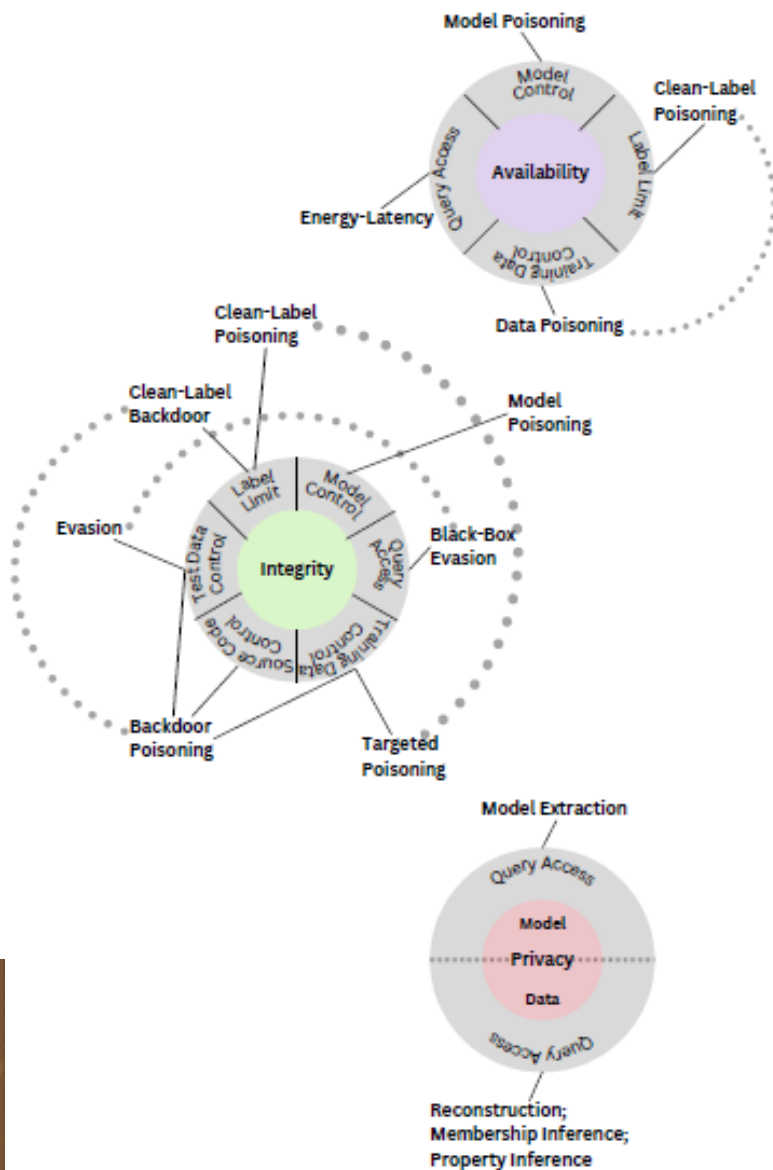 Model Poisoning
Model
Control
Clean-Label
Poisoning
Query Access
Availability
Label Limit
Energy-Latency
Training Data
Control
Data Poisoning
Clean-Label
Poisoning
Clean-Label
Backdoor
Model
Poisoning
Label
Limit
Model
Control
Evasion
Test Data
Control
Integrity
Query
Access
Black-Box
Evasion
Source Code
Control
Training Data
Control
Backdoor
Poisoning
Targeted
Poisoning
Model Extraction
Query Access
Model
Privacy
Data
Query Access
Reconstruction;
Membership Inference;
Property Inference